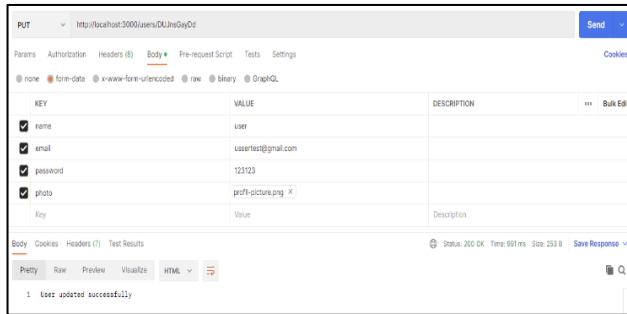 PUT http://localhost:3000/users/DUJnsGayDd Send
Params Authorization Headers (8) Body Pre-request Script Tests Settings Cookies
none form-data x-www-form-urlencoded raw binary GraphQL
KEY VALUE DESCRIPTION ... Bulk Edi
name user
email ussertest@gmail.com
password 123123
photo profil-picture.png X
Key Value Description
Body Cookies Headers (7) Test Results Status: 200 OK Time: 991 ms Size: 253 B Save Response
Pretty Raw Preview Visualize HTML
1 User updated successfully